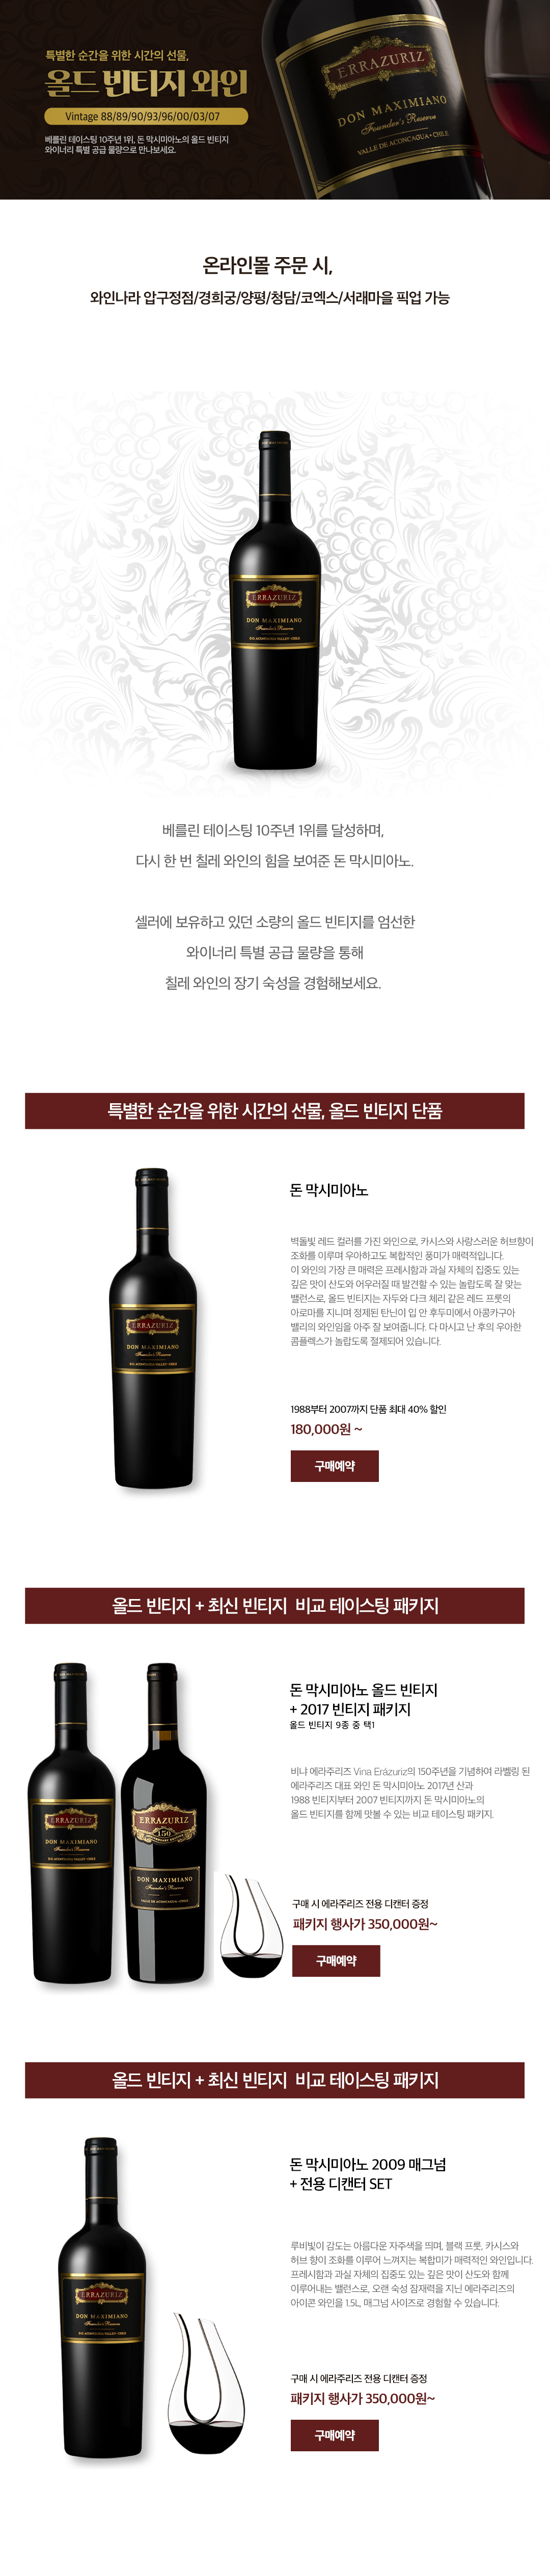 특별한 순간을 위한 시간의 선물,
올드 빈티지 와인
Vintage 88/89/90/93/96/00/03/07
베를린 테이스팅 10주년 1위, 돈 막시미아노의 올드 빈티지
와이너리 특별 공급 물량으로 만나보세요.
ERRAZURIZ
DON MAXIMIANO
Founder's Reserve
VALLE DE ACONCAGUA • CHILE
온라인몰 주문 시,
와인나라 압구정점/경희궁/양평/청담/코엑스/서래마을 픽업 가능
ERRAZURIZ
DON MAXIMIANO
Founder's Reserve
D.O. ACONCAGUA VALLEY • CHILE
베를린 테이스팅 10주년 1위를 달성하며,
다시 한 번 칠레 와인의 힘을 보여준 돈 막시미아노.
셀러에 보유하고 있던 소량의 올드 빈티지를 엄선한
와이너리 특별 공급 물량을 통해
칠레 와인의 장기 숙성을 경험해보세요.
특별한 순간을 위한 시간의 선물, 올드 빈티지 단품
ERRAZURIZ
DON MAXIMIANO
Founder's Reserve
D.O. ACONCAGUA VALLEY • CHILE
돈 막시미아노
벽돌빛 레드 컬러를 가진 와인으로, 카시스와 사랑스러운 허브향이
조화를 이루며 우아하고도 복합적인 풍미가 매력적입니다.
이 와인의 가장 큰 매력은 프레시함과 과실 자체의 집중도 있는
깊은 맛이 산도와 어우러질 때 발견할 수 있는 놀랍도록 잘 맞는
밸런스로, 올드 빈티지는 자두와 다크 체리 같은 레드 프룻의
아로마를 지니며 정제된 탄닌이 입 안 후두미에서 아콩카구아
밸리의 와인임을 아주 잘 보여줍니다. 다 마시고 난 후의 우아한
콤플렉스가 놀랍도록 절제되어 있습니다.
1988부터 2007까지 단품 최대 40% 할인
180,000원 ~
구매예약
올드 빈티지 + 최신 빈티지 비교 테이스팅 패키지
ERRAZURIZ
DON MAXIMIANO
Founder's Reserve
D.O. ACONCAGUA VALLEY • CHILE
ERRAZURIZ
150
DON MAXIMIANO
Founder's Reserve
VALLE DE ACONCAGUA • CHILE
돈 막시미아노 올드 빈티지
+ 2017 빈티지 패키지
올드 빈티지 9종 중 택1
비냐 에라주리즈 Vina Erázuriz의 150주년을 기념하여 라벨링 된
에라주리즈 대표 와인 돈 막시미아노 2017년 산과
1988 빈티지부터 2007 빈티지까지 돈 막시미아노의
올드 빈티지를 함께 맛볼 수 있는 비교 테이스팅 패키지.
구매 시 에라주리즈 전용 디캔터 증정
패키지 행사가 350,000원~
구매예약
올드 빈티지 + 최신 빈티지 비교 테이스팅 패키지
ERRAZURIZ
DON MAXIMIANO
Founder's Reserve
D.O. ACONCAGUA VALLEY • CHILE
돈 막시미아노 2009 매그넘
+ 전용 디캔터 SET
루비빛이 감도는 아름다운 자주색을 띄며, 블랙 프룻, 카시스와
허브 향이 조화를 이루어 느껴지는 복합미가 매력적인 와인입니다.
프레시함과 과실 자체의 집중도 있는 깊은 맛이 산도와 함께
이루어내는 밸런스로, 오랜 숙성 잠재력을 지닌 에라주리즈의
아이콘 와인을 1.5L, 매그넘 사이즈로 경험할 수 있습니다.
구매 시 에라주리즈 전용 디캔터 증정
패키지 행사가 350,000원~
구매예약